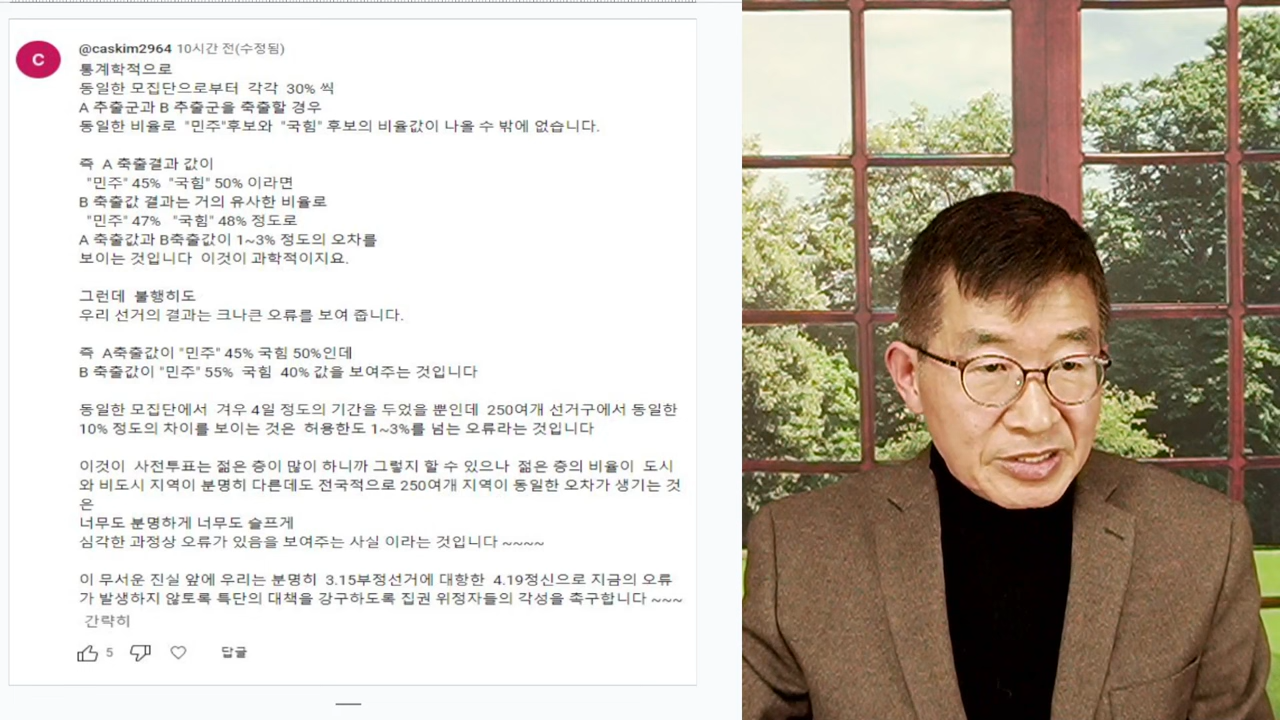 C
@caskim2964 10시간 전(수정됨)
통계학적으로
동일한 모집단으로부터 각각 30% 씩
A 추출군과 B 추출군을 축출할 경우
동일한 비율로 "민주"후보와 "국힘" 후보의 비율값이 나올 수 밖에 없습니다.
즉 A 축출결과 값이
"민주" 45% "국힘" 50% 이라면
B 축출값 결과는 거의 유사한 비율로
"민주" 47% "국힘" 48% 정도로
A 축출값과 B축출값이 1~3% 정도의 오차를
보이는 것입니다 이것이 과학적이지요.
그런데 불행히도
우리 선거의 결과는 크나큰 오류를 보여 줍니다.
즉 A축출값이 "민주" 45% 국힘 50%인데
B 축출값이 "민주" 55% 국힘 40% 값을 보여주는 것입니다
동일한 모집단에서 겨우 4일 정도의 기간을 두었을 뿐인데 250여개 선거구에서 동일한
10% 정도의 차이를 보이는 것은 허용한도 1~3%를 넘는 오류라는 것입니다
이것이 사전투표는 젊은 층이 많이 하니까 그렇지 할 수 있으나 젊은 층의 비율이 도시
와 비도시 지역이 분명히 다른데도 전국적으로 250여개 지역이 동일한 오차가 생기는 것
은
너무도 분명하게 너무도 슬프게
심각한 과정상 오류가 있음을 보여주는 사실 이라는 것입니다 ~~~~
이 무서운 진실 앞에 우리는 분명히 3.15부정선거에 대항한 4.19정신으로 지금의 오류
가 발생하지 않토록 특단의 대책을 강구하도록 집권 위정자들의 각성을 촉구합니다 ~~~
간략히
5 답글